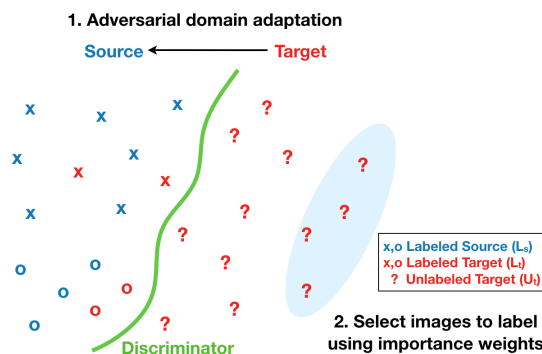 1. Adversarial domain adaptation
Source
Target
x x x ?
?
x x ?
?
x x
x x ? ?
?
? ?
o o ?
o o ?
o ?
o ?
x,o Labeled Source (Ls)
x,o Labeled Target (Lt)
? Unlabeled Target (Ut)
2. Select images to label
using importance weights
Discriminator